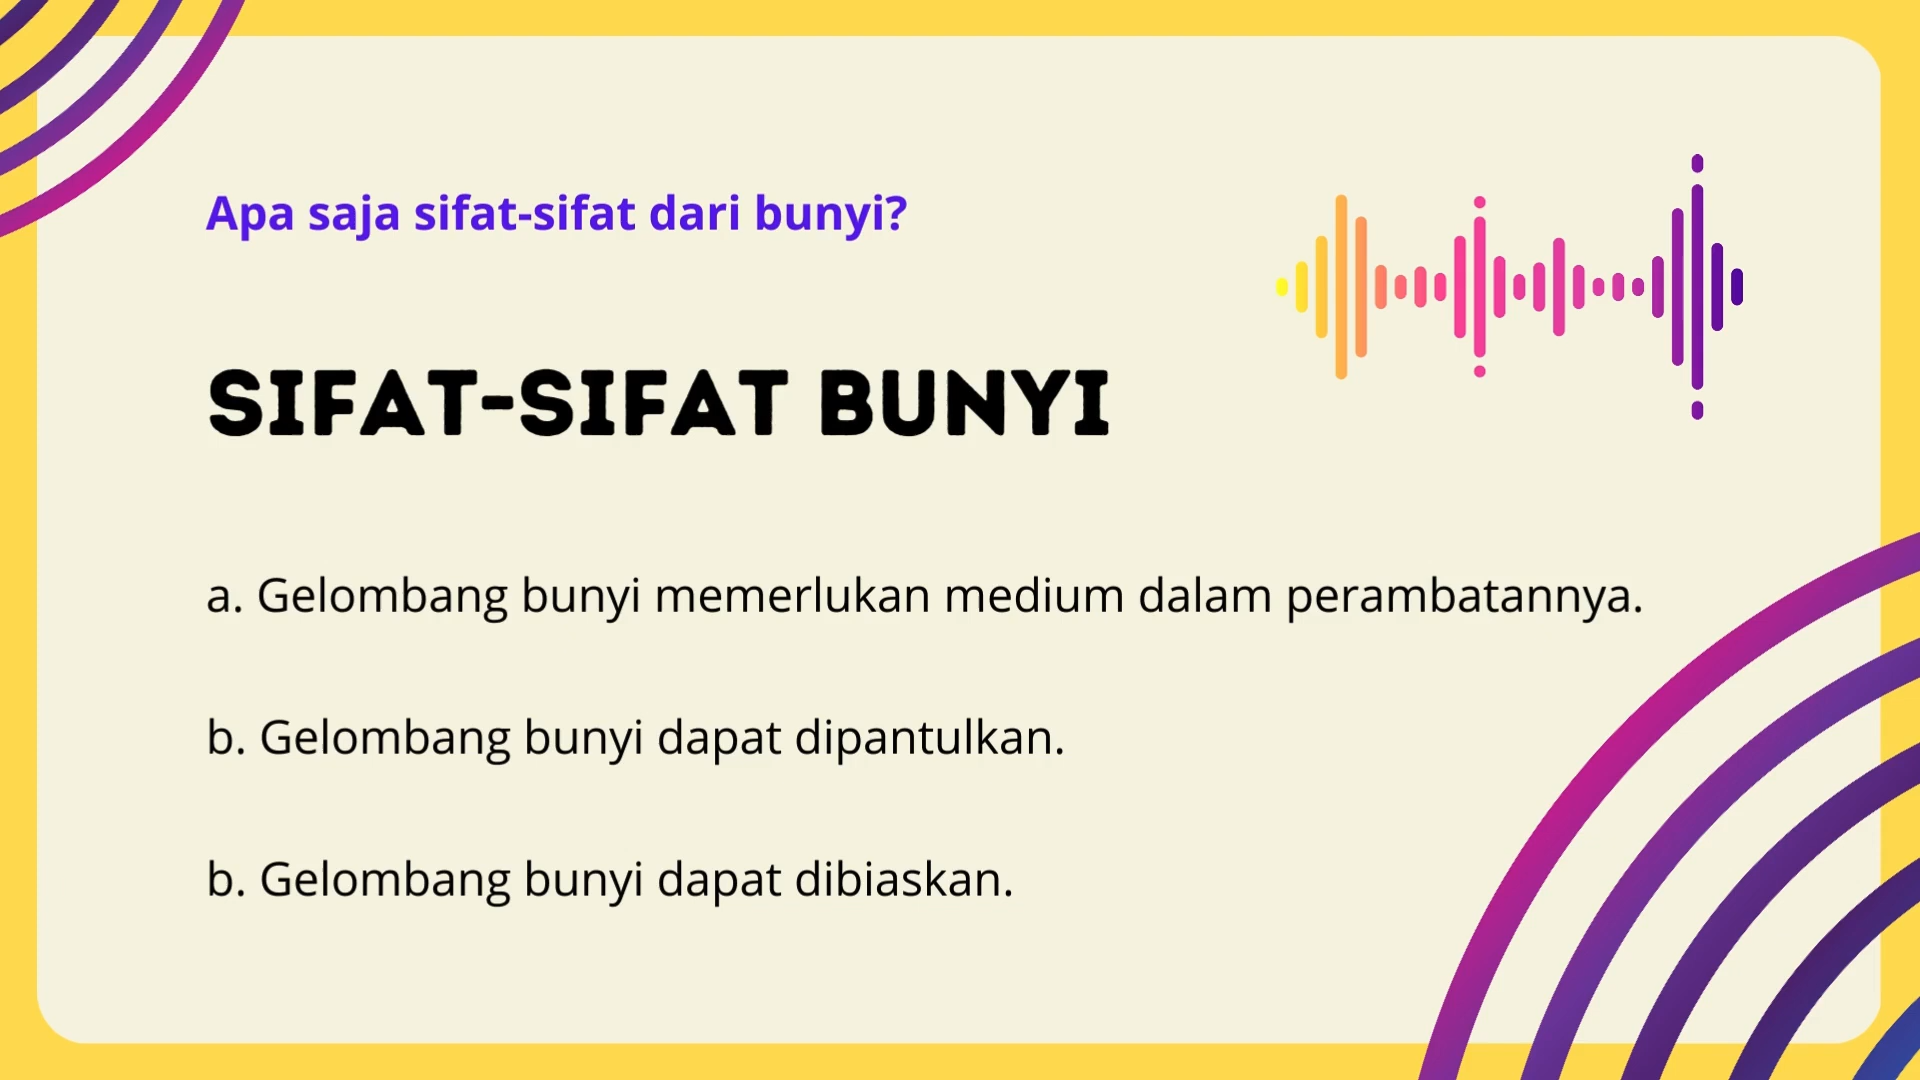 Apa saja sifat-sifat dari bunyi?
SIFAT-SIFAT BUNYI
a. Gelombang bunyi memerlukan medium dalam perambatannya.
b. Gelombang bunyi dapat dipantulkan.
b. Gelombang bunyi dapat dibiaskan.